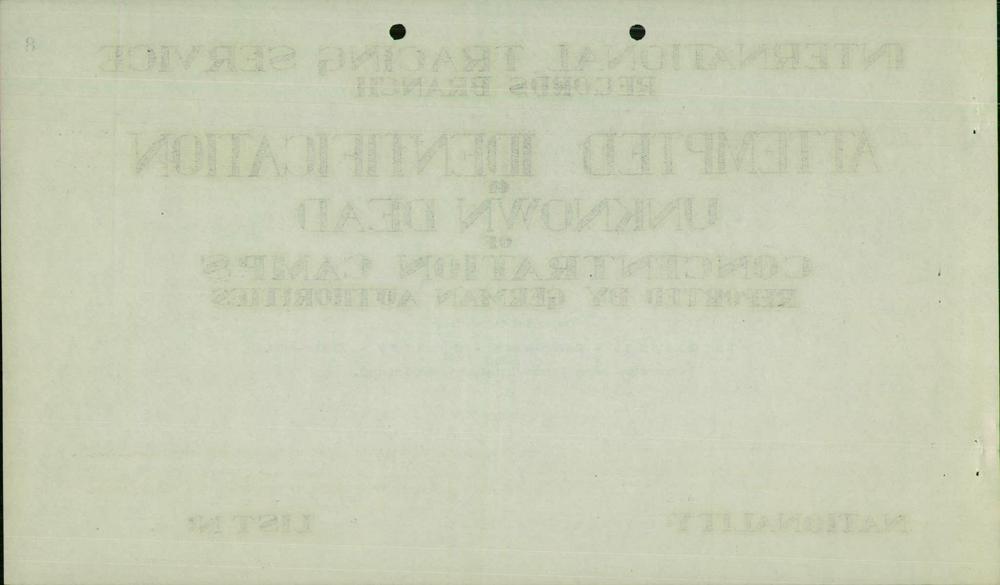 8
INTERNATIONAL TRACING SERVICE
RECORDS BRANCH
ATTEMPTED IDENTIFICATION
OF
UNKNOWN DEAD
OF
CONCENTRATION CAMPS
REPORTED BY GERMAN AUTHORITIES
NATIONALITY LIST Nº